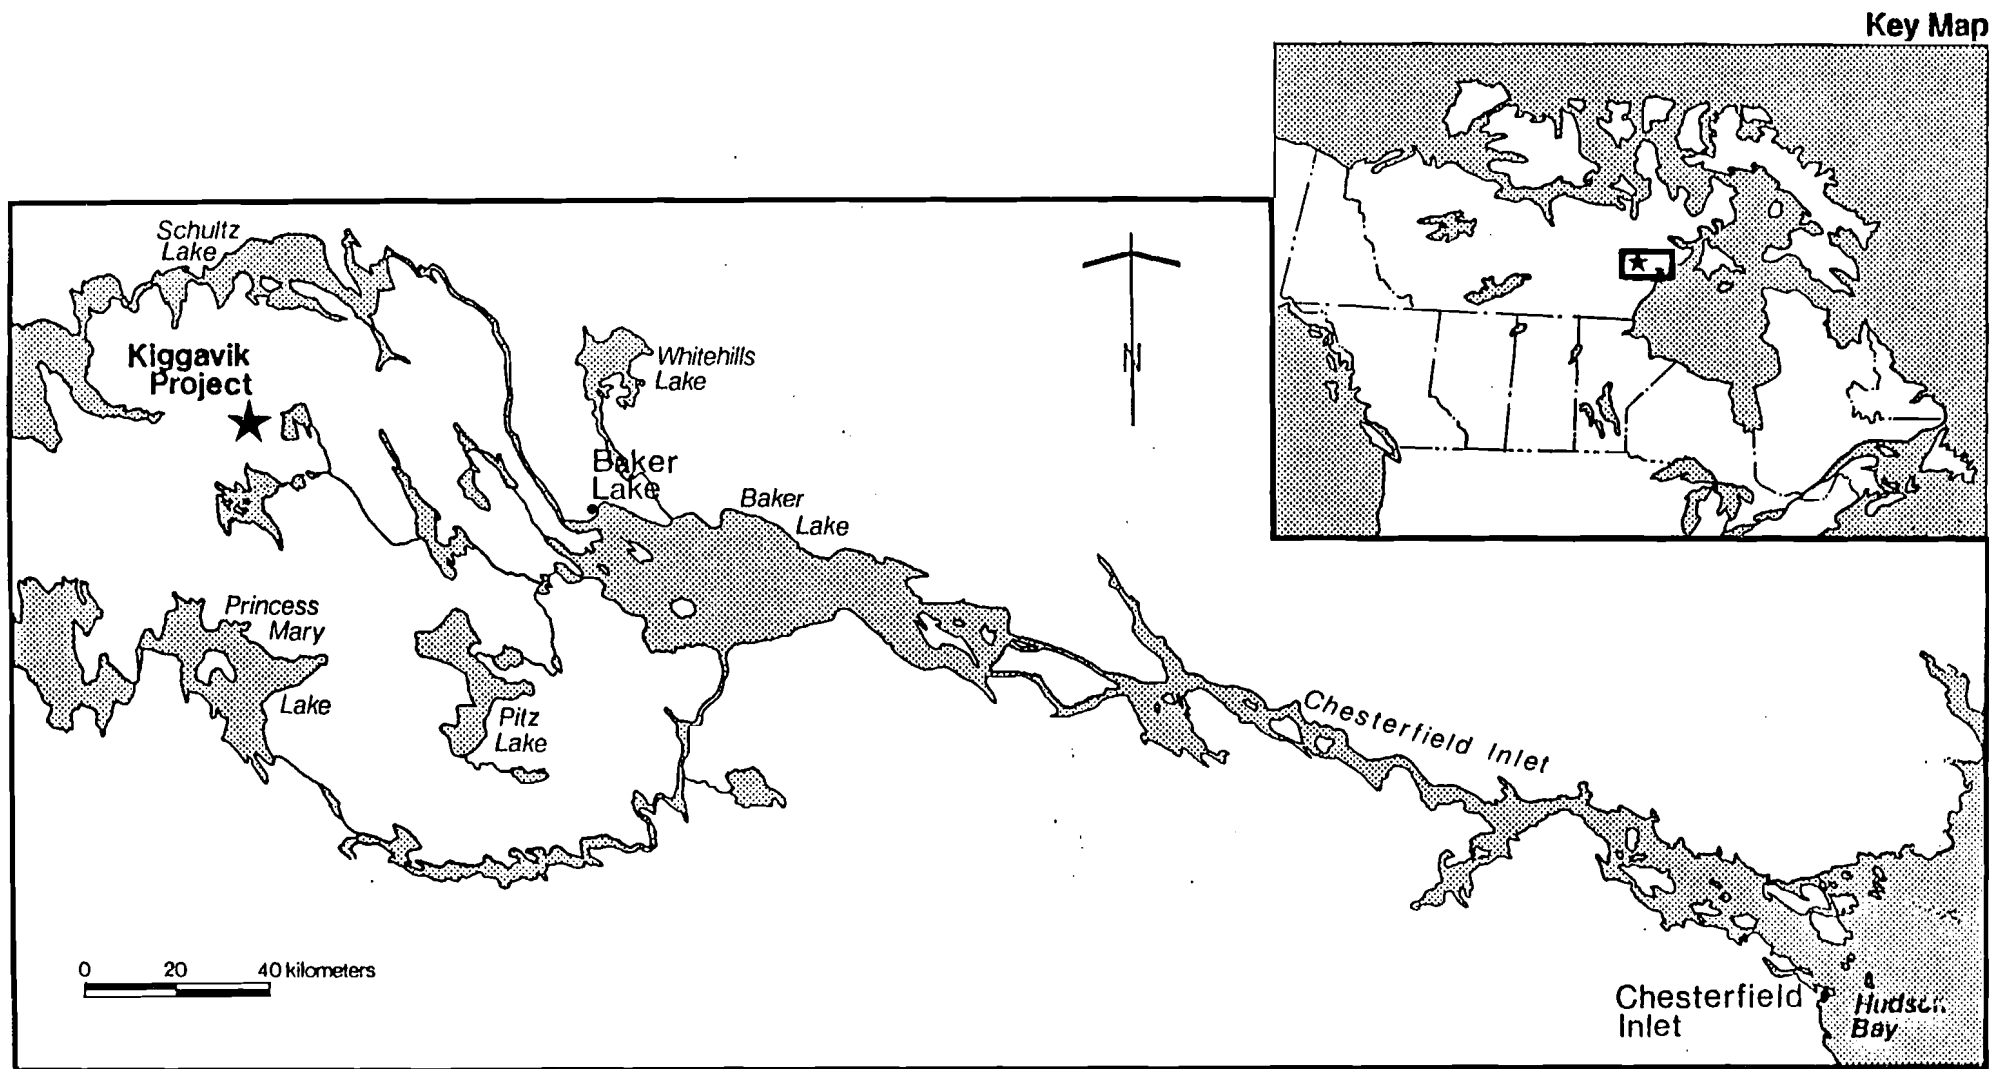 Key Map
Schultz
Lake
Kiggavik
Project
Whitehills
Lake
N
Baker
Lake
Baker
Lake
Princess
Mary
Lake
Pitz
Lake
Chesterfield Inlet
0 20 40 kilometers
Chesterfield
Inlet
Hudson
Bay